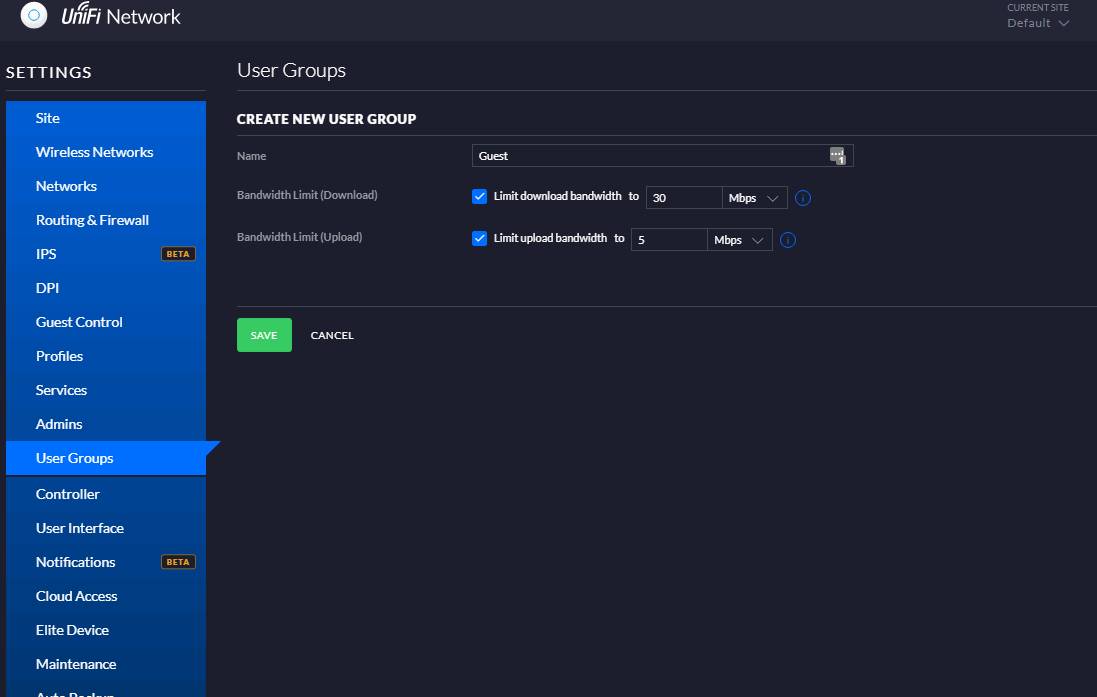 UniFi Network
CURRENT SITE
Default
SETTINGS
Site
Wireless Networks
Networks
Routing & Firewall
IPS BETA
DPI
Guest Control
Profiles
Services
Admins
User Groups
Controller
User Interface
Notifications BETA
Cloud Access
Elite Device
Maintenance
Auto Backup
User Groups
CREATE NEW USER GROUP
Name Guest 1
Bandwidth Limit (Download) Limit download bandwidth to 30 Mbps
Bandwidth Limit (Upload) Limit upload bandwidth to 5 Mbps
SAVE CANCEL